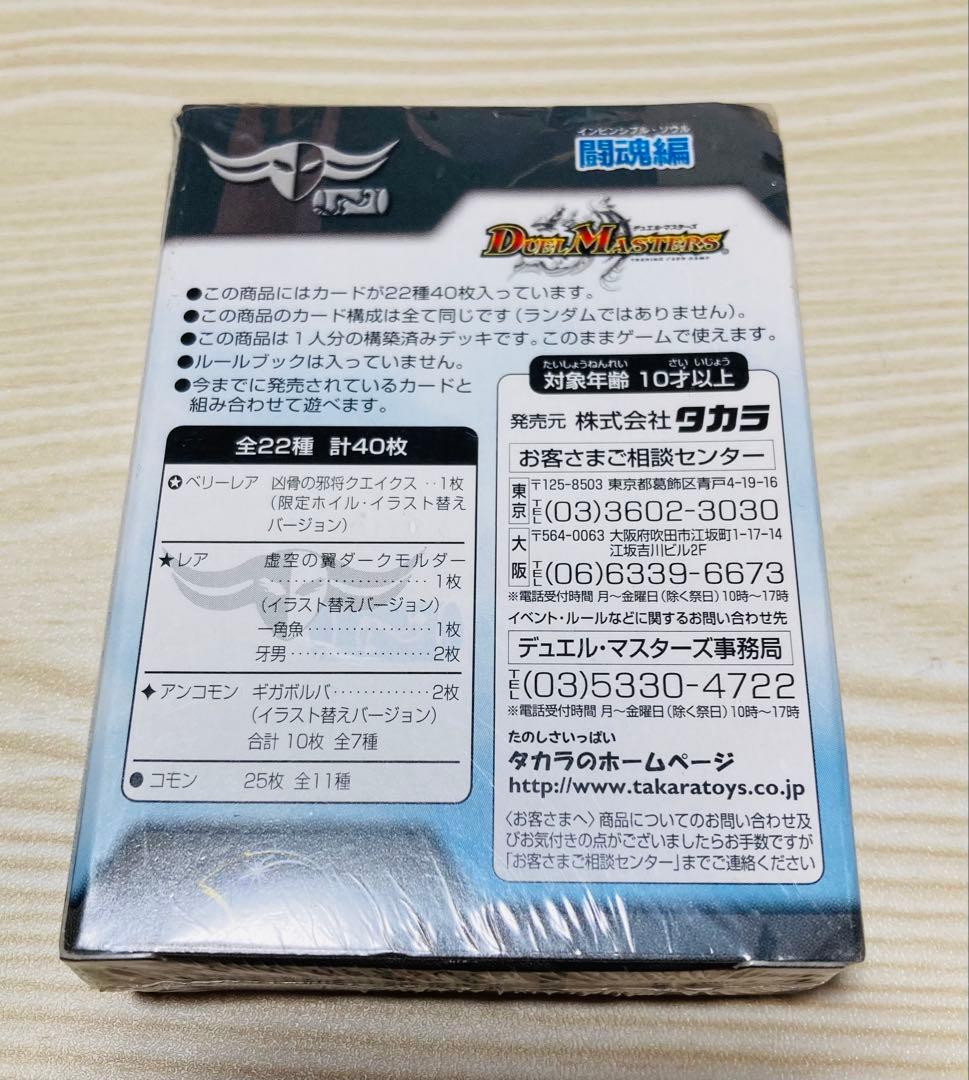 インビンシブル・ソウル
闘魂編
デュエル・マスターズ
DUEL MASTERS
TRADING CARD GAME
●この商品にはカードが22種40枚入っています。
●この商品のカード構成は全て同じです(ランダムではありません)。
●この商品は1人分の構築済みデッキです。このままゲームで使えます。
●ルールブックは入っていません。
●今までに発売されているカードと
組み合わせて遊べます。
全22種 計40枚
✪ベリーレア 凶骨の邪将クエイクス‥1枚
(限定ホイル・イラスト替え
バージョン)
★レア 虚空の翼ダークモルダー
‥‥‥‥‥‥‥‥‥‥1枚
(イラスト替えバージョン)
一角魚‥‥‥‥‥‥‥‥1枚
牙男‥‥‥‥‥‥‥‥‥2枚
✦アンコモン ギガボルバ‥‥‥‥‥‥2枚
(イラスト替えバージョン)
合計 10枚 全7種
●コモン 25枚 全11種
たいしょうねんれい さい いじょう
対象年齢 10才以上
発売元 株式会社タカラ
お客さまご相談センター
東京 〒125-8503 東京都葛飾区青戸4-19-16
TEL(03)3602-3030
大阪 〒564-0063 大阪府吹田市江坂町1-17-14
江坂吉川ビル2F
TEL(06)6339-6673
※電話受付時間 月〜金曜日(除く祭日)10時〜17時
イベント・ルールなどに関するお問い合わせ先
デュエル・マスターズ事務局
TEL(03)5330-4722
※電話受付時間 月〜金曜日(除く祭日)10時〜17時
たのしさいっぱい
タカラのホームページ
http://www.takaratoys.co.jp
〈お客さまへ〉商品についてのお問い合わせ及
びお気付きの点がございましたらお手数ですが
「お客さまご相談センター」までご連絡ください